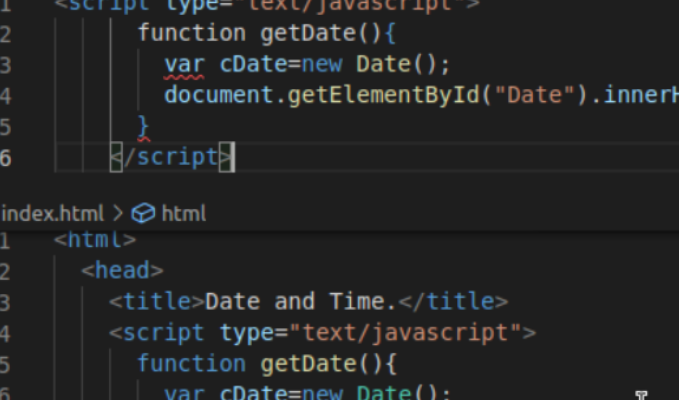 1 <script type="text/javascript">
2 function getDate(){
3 var cDate=new Date();
4 document.getElementById("Date").innerH
5 }
6 </script>
index.html > html
1 <html>
2 <head>
3 <title>Date and Time.</title>
4 <script type="text/javascript">
5 function getDate(){
6 var cDate=new Date();